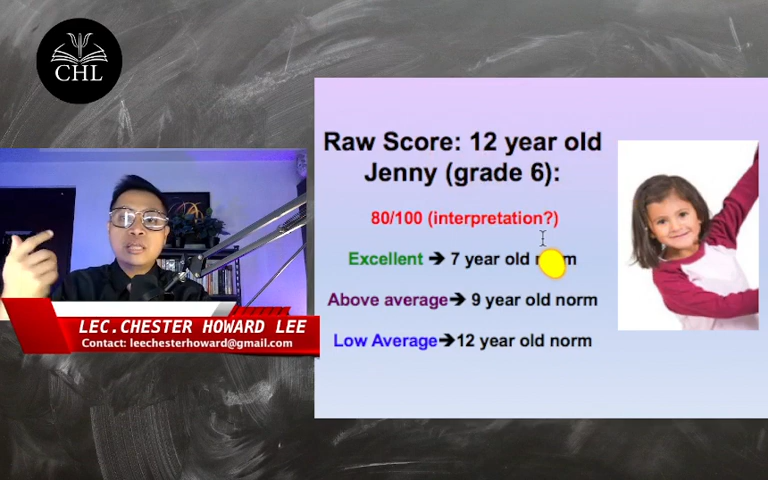 CHL
Raw Score: 12 year old
Jenny (grade 6):
80/100 (interpretation?)
Excellent ➔ 7 year old
Above average➔ 9 year old norm
Low Average➔12 year old norm
LEC.CHESTER HOWARD LEE
Contact: leechesterhoward@gmail.com